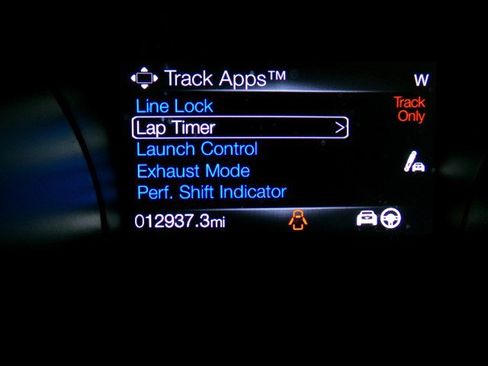 Track Apps™ W
Line Lock
Track
Only
Lap Timer >
Launch Control
Exhaust Mode
Perf. Shift Indicator
012937.3mi